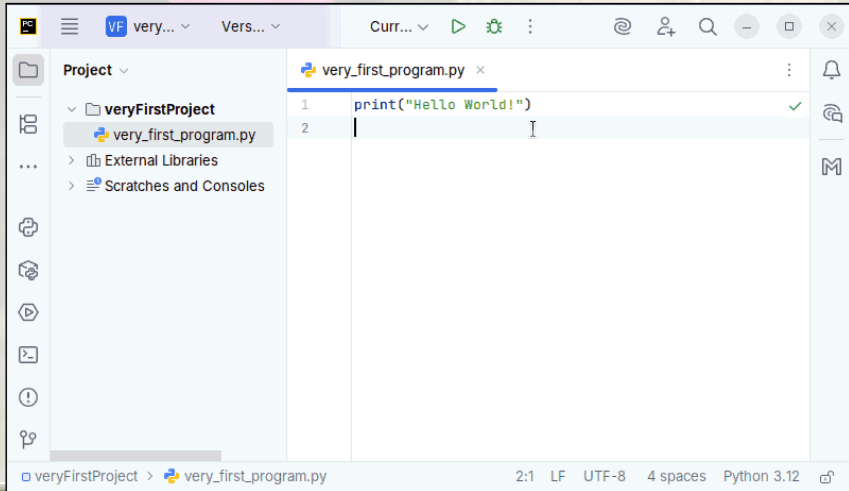 PC
VF very... Vers... Curr...
Project
very_first_program.py
veryFirstProject
very_first_program.py
External Libraries
Scratches and Consoles
1 print("Hello World!")
2
veryFirstProject > very_first_program.py 2:1 LF UTF-8 4 spaces Python 3.12